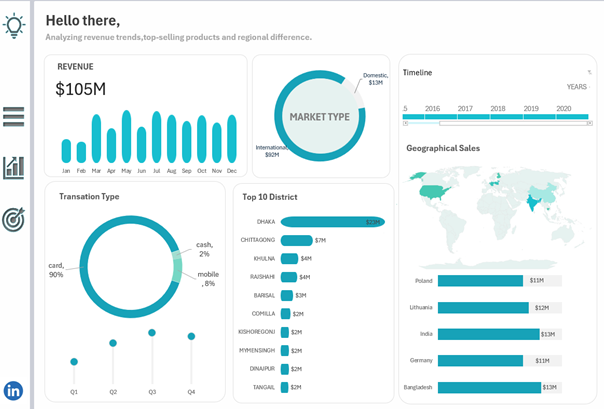 Hello there,
Analyzing revenue trends,top-selling products and regional difference.
REVENUE
$105M
Jan Feb Mar Apr May Jun Jul Aug Sep Oct Nov Dec
Domestic,
$13M
MARKET TYPE
International,
$92M
Timeline
YEARS
.5 2016 2017 2018 2019 2020
Geographical Sales
Poland $11M
Lithuania $12M
India $13M
Germany $11M
Bangladesh $13M
Transation Type
cash,
2%
card,
90%
mobile
, 8%
Q1 Q2 Q3 Q4
Top 10 District
DHAKA $23M
CHITTAGONG $7M
KHULNA $4M
RAJSHAHI $4M
BARISAL $3M
COMILLA $2M
KISHOREGONJ $2M
MYMENSINGH $2M
DINAJPUR $2M
TANGAIL $2M
in